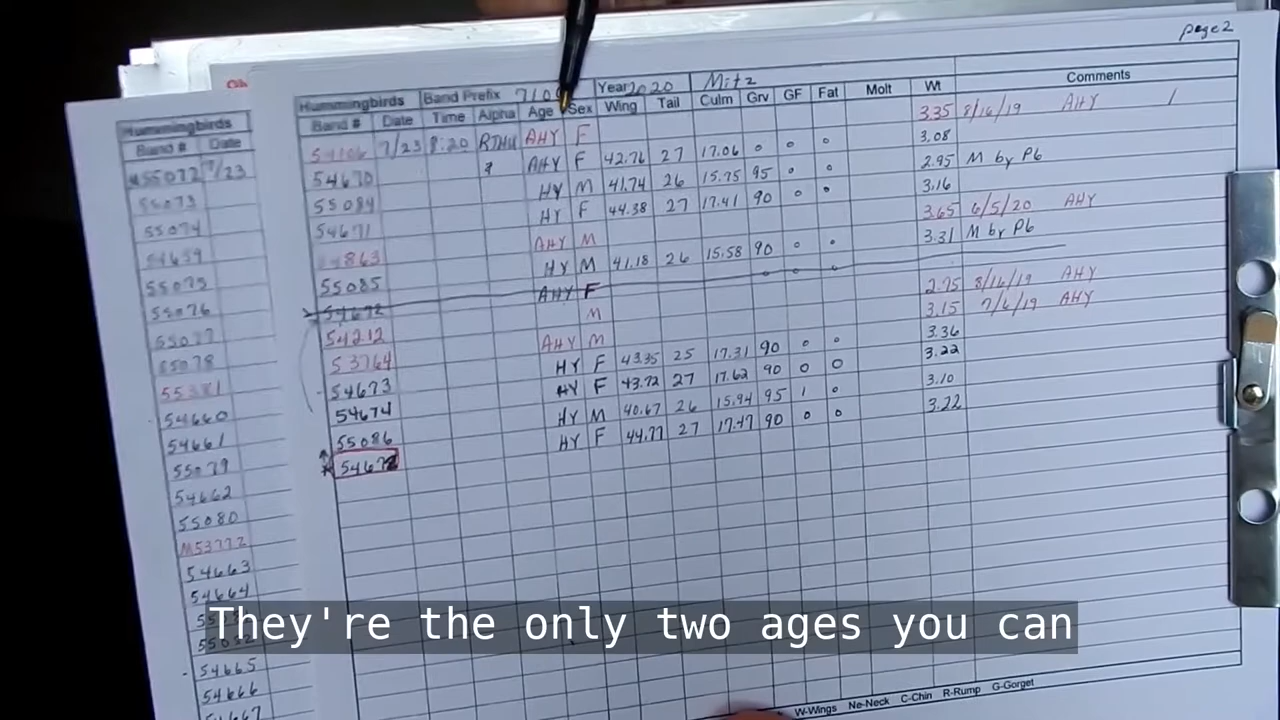 page 2
Hummingbirds Band Prefix Year 2020 Mitz
Band # Date Time Alpha Age Sex Wing Tail Culm Grv GF Fat Molt Wt Comments
54106 7/23 8:20 RTHU AHY F 3.35 8/16/19 AHY
54670 AHY F 42.76 27 17.06 0 0 0 3.08
55084 HY M 41.74 26 15.75 95 0 0 2.95 M by P6
54671 HY F 44.38 27 17.41 90 0 0 3.16
AHY M 3.65 6/5/20 AHY
55085 HY M 41.18 26 15.58 90 0 0 3.31 M by P6
54672 AHY F
54212 M 2.75 8/16/19 AHY
53764 AHY M 3.15 7/6/19 AHY
54673 HY F 43.35 25 17.31 90 0 0 3.36
54674 HY F 43.72 27 17.62 90 0 0 3.22
55086 HY M 40.67 26 15.94 95 1 0 3.10
* 54672 HY F 44.77 27 17.47 90 0 0 3.22
W-Wings Ne-Neck C-Chin R-Rump G-Gorget
Hummingbirds
Band # Date
55072 7/23
55073
55074
54659
55075
55076
55077
55078
55381
54660
54661
55079
54662
55080
M53772
54663
54664
54665
54666
They're the only two ages you can